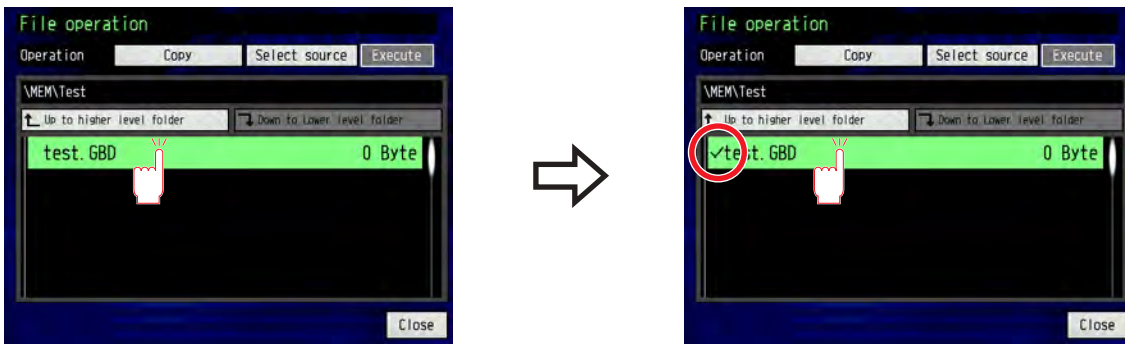 File operation
Operation Copy Select source Execute
\MEM\Test
Up to higher level folder Down to Lower level folder
test.GBD 0 Byte
Close
File operation
Operation Copy Select source Execute
\MEM\Test
Up to higher level folder Down to Lower level folder
✓test.GBD 0 Byte
Close